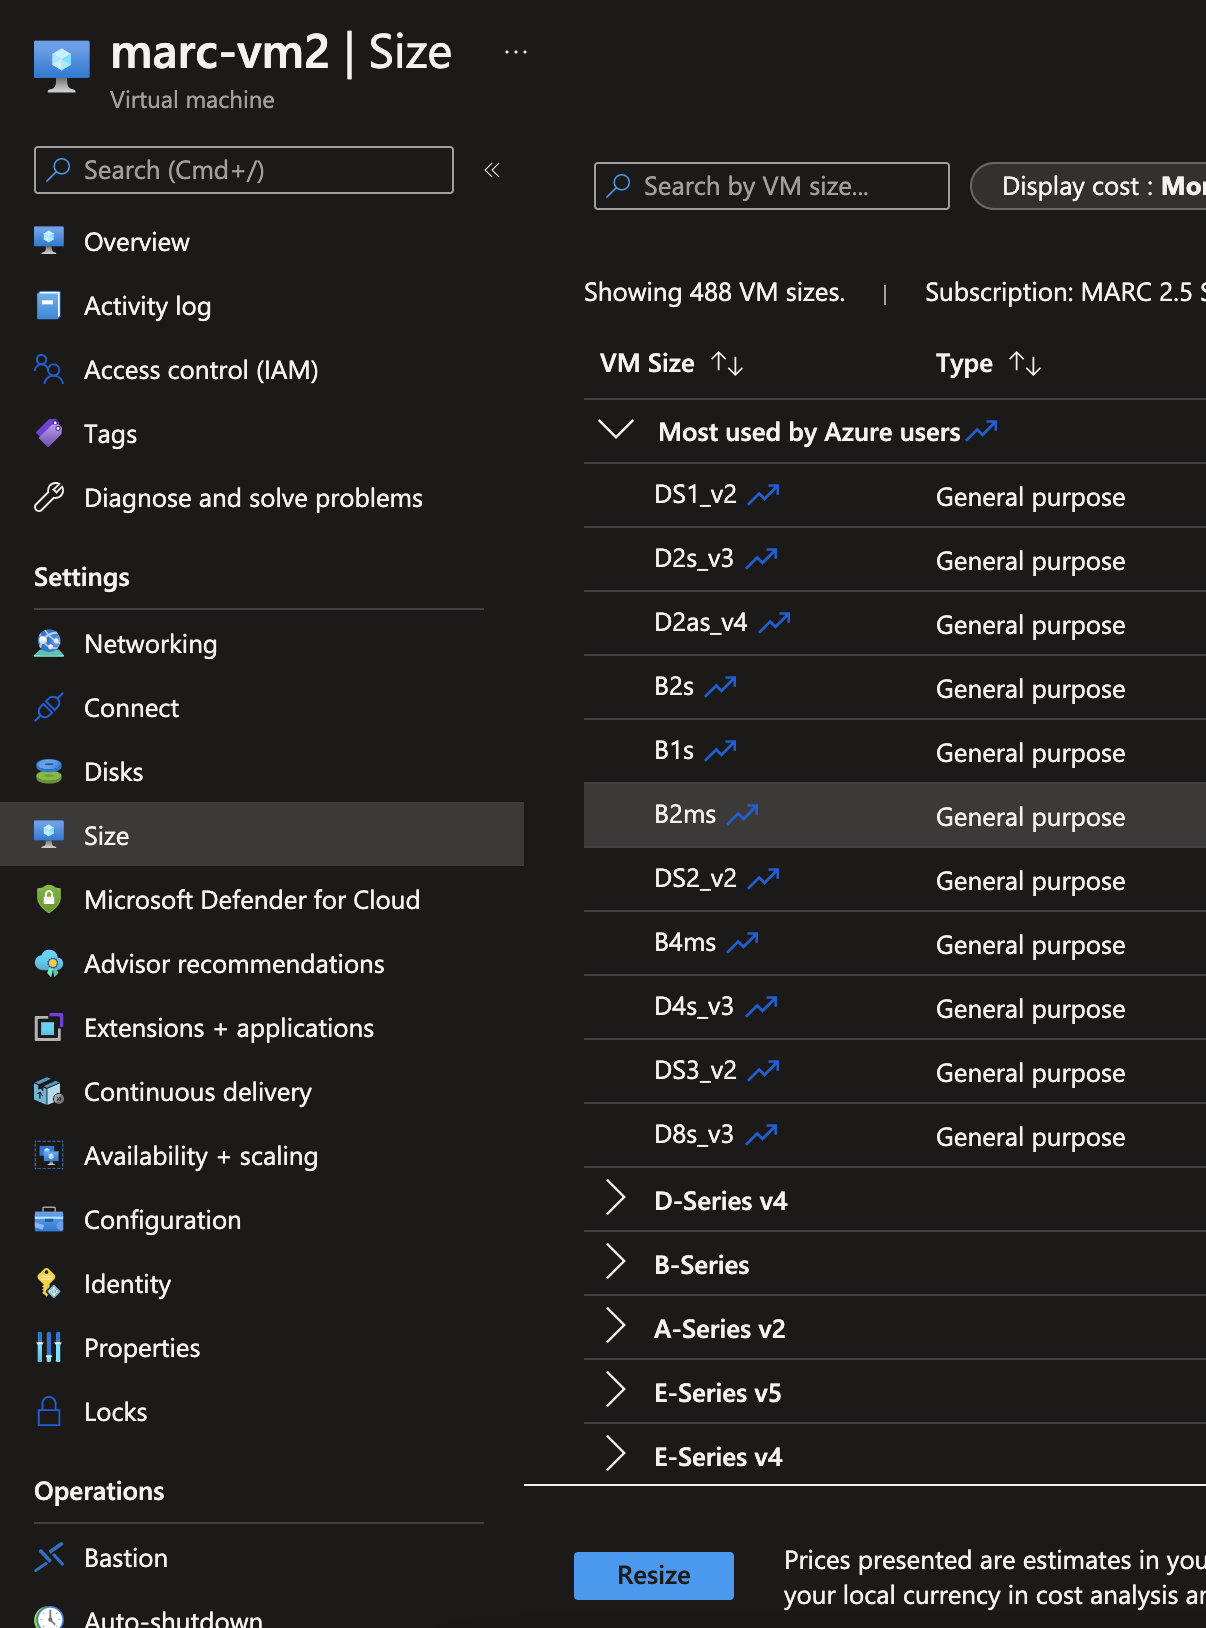 marc-vm2 | Size ...
Virtual machine
Search (Cmd+/)
«
Overview
Activity log
Access control (IAM)
Tags
Diagnose and solve problems
Settings
Networking
Connect
Disks
Size
Microsoft Defender for Cloud
Advisor recommendations
Extensions + applications
Continuous delivery
Availability + scaling
Configuration
Identity
Properties
Locks
Operations
Bastion
Auto-shutdown
Search by VM size...
Display cost : Mon
Showing 488 VM sizes. | Subscription: MARC 2.5 S
VM Size ↑↓ Type ↑↓
Most used by Azure users
DS1_v2 General purpose
D2s_v3 General purpose
D2as_v4 General purpose
B2s General purpose
B1s General purpose
B2ms General purpose
DS2_v2 General purpose
B4ms General purpose
D4s_v3 General purpose
DS3_v2 General purpose
D8s_v3 General purpose
D-Series v4
B-Series
A-Series v2
E-Series v5
E-Series v4
Resize
Prices presented are estimates in you
your local currency in cost analysis an